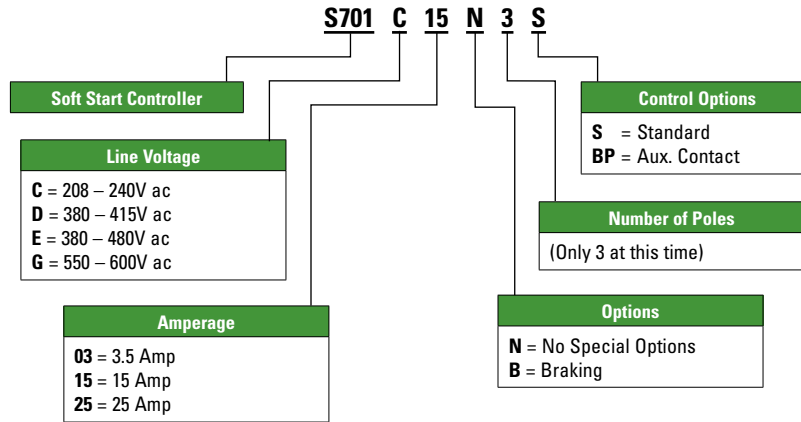 S701 C 15 N 3 S
Soft Start Controller
Line Voltage
C = 208 – 240V ac
D = 380 – 415V ac
E = 380 – 480V ac
G = 550 – 600V ac
Amperage
03 = 3.5 Amp
15 = 15 Amp
25 = 25 Amp
Control Options
S = Standard
BP = Aux. Contact
Number of Poles
(Only 3 at this time)
Options
N = No Special Options
B = Braking